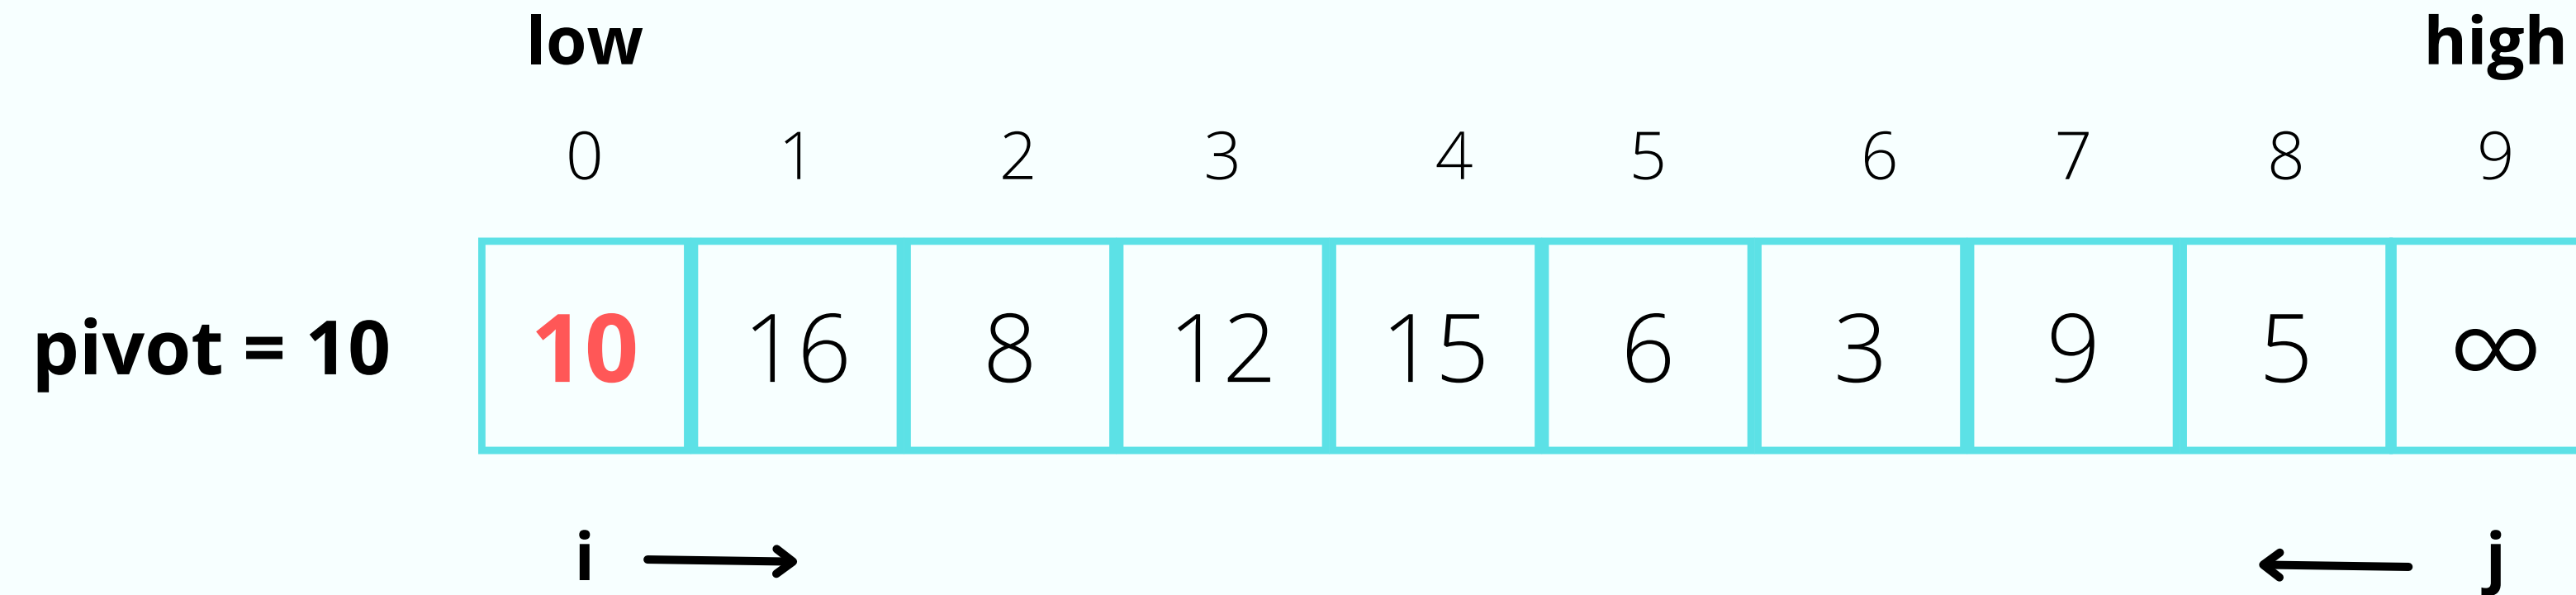 low high
0 1 2 3 4 5 6 7 8 9
pivot = 10 10 16 8 12 15 6 3 9 5 ∞
i j